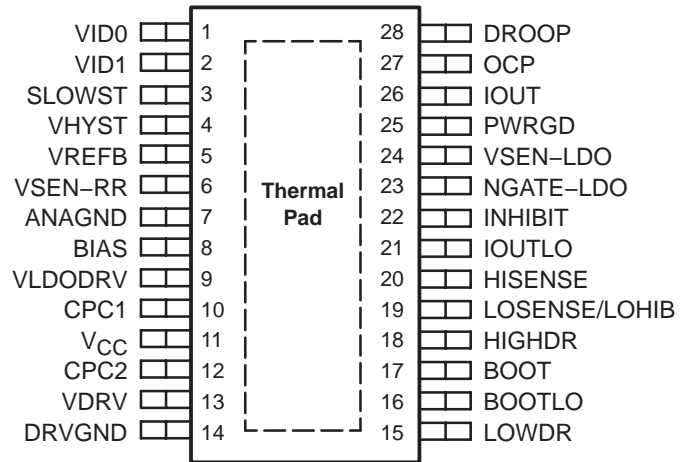 VID0 1 28 DROOP
VID1 2 27 OCP
SLOWST 3 26 IOUT
VHYST 4 25 PWRGD
VREFB 5 24 VSEN−LDO
VSEN−RR 6 23 NGATE−LDO
Thermal
ANAGND 7 22 INHIBIT
Pad
BIAS 8 21 IOUTLO
VLDODRV 9 20 HISENSE
CPC1 10 19 LOSENSE/LOHIB
VCC 11 18 HIGHDR
CPC2 12 17 BOOT
VDRV 13 16 BOOTLO
DRVGND 14 15 LOWDR